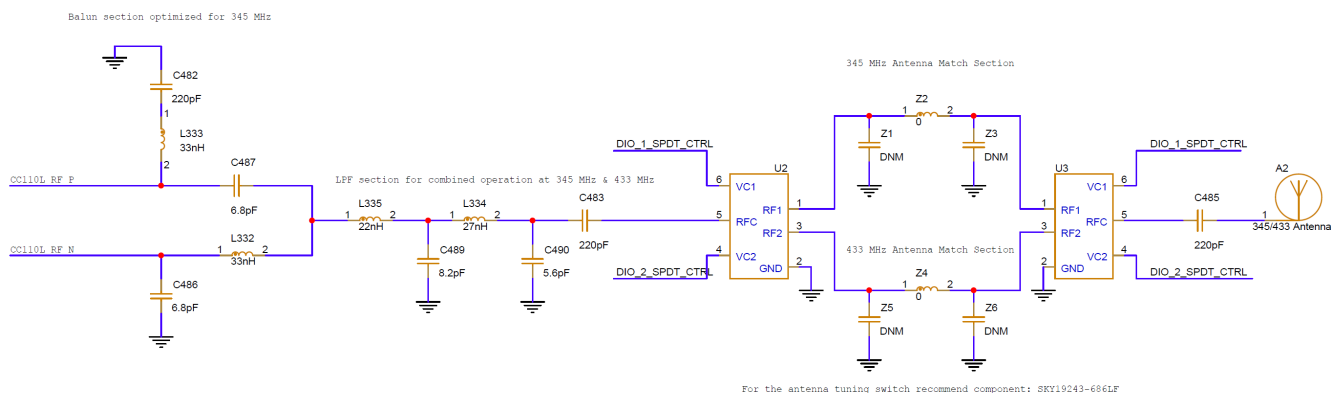 Balun section optimized for 345 MHz
C482
220pF
1
L333
33nH
2
CC110L RF P
C487
6.8pF
CC110L RF N
1
L332
2
33nH
C486
6.8pF
LPF section for combined operation at 345 MHz & 433 MHz
1
L335
2
22nH
1
L334
2
27nH
C483
220pF
C489
8.2pF
C490
5.6pF
DIO_1_SPDT_CTRL
DIO_2_SPDT_CTRL
U2
6
VC1
5
RFC
4
VC2
RF1
1
RF2
3
GND
2
345 MHz Antenna Match Section
Z2
1
2
0
Z1
DNM
Z3
DNM
433 MHz Antenna Match Section
Z4
1
2
0
Z5
DNM
Z6
DNM
U3
1
RF1
3
RF2
2
GND
VC1
6
RFC
5
VC2
4
DIO_1_SPDT_CTRL
DIO_2_SPDT_CTRL
C485
220pF
A2
1
345/433 Antenna
For the antenna tuning switch recommend component: SKY19243-686LF